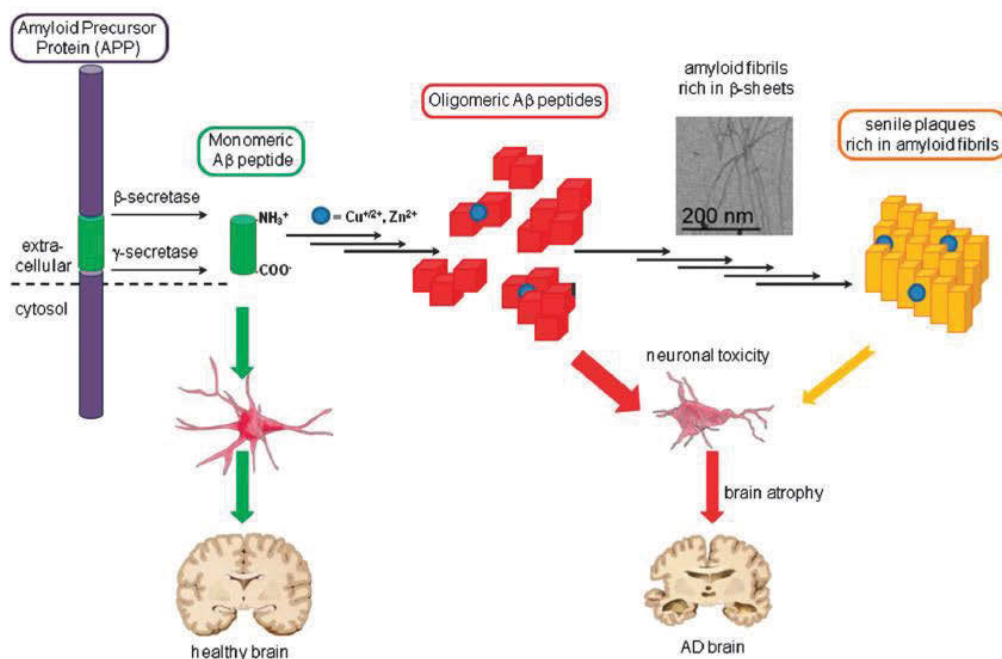 Amyloid Precursor
Protein (APP)
Monomeric
Aβ peptide
Oligomeric Aβ peptides
amyloid fibrils
rich in β-sheets
senile plaques
rich in amyloid fibrils
β-secretase
γ-secretase
NH₃⁺
COO⁻
= Cu⁺/²⁺, Zn²⁺
200 nm
extra-
cellular
cytosol
neuronal toxicity
brain atrophy
healthy brain
AD brain